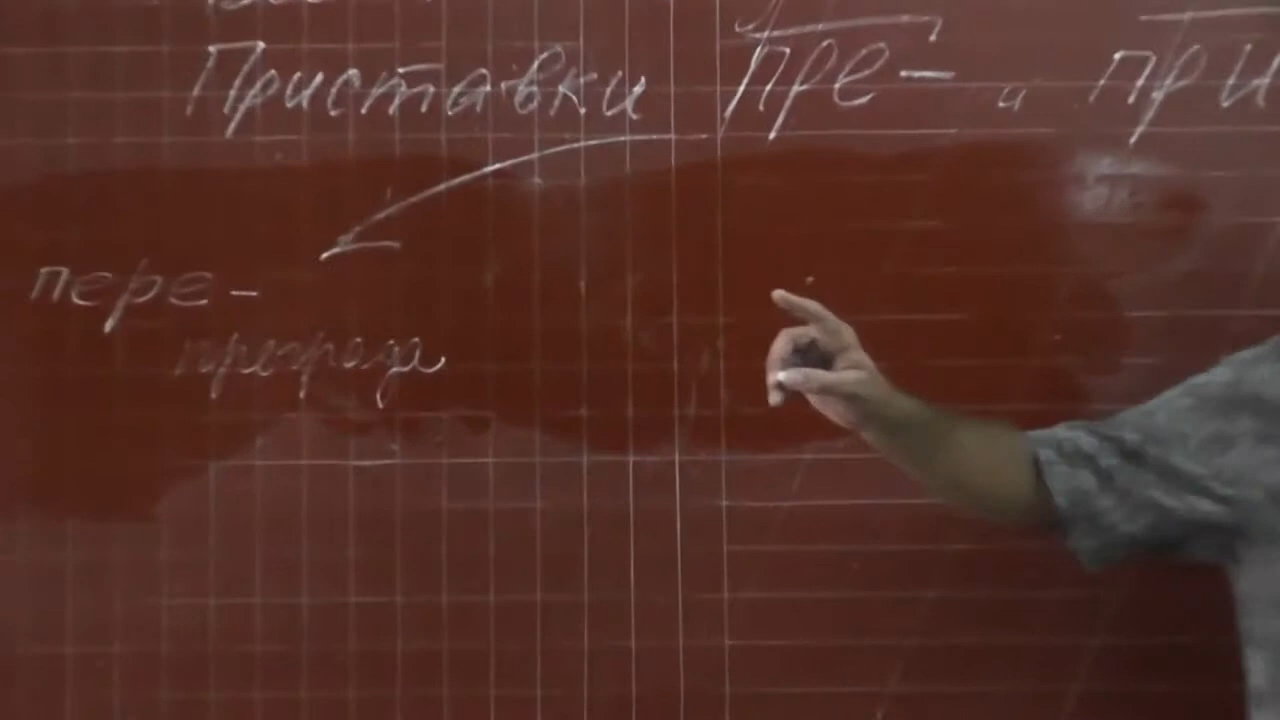 Приставки пре- и при
пере-
преграда